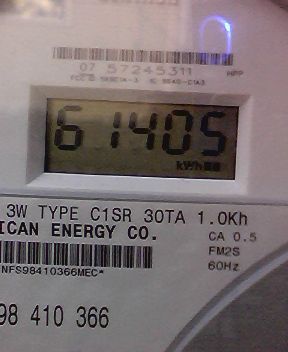 07 57245311 HPP
61405
kWh
3W TYPE C1SR 30TA 1.0Kh
ICAN ENERGY CO. CA 0.5
FM2S
*NFS98410366MEC* 60Hz
98 410 366